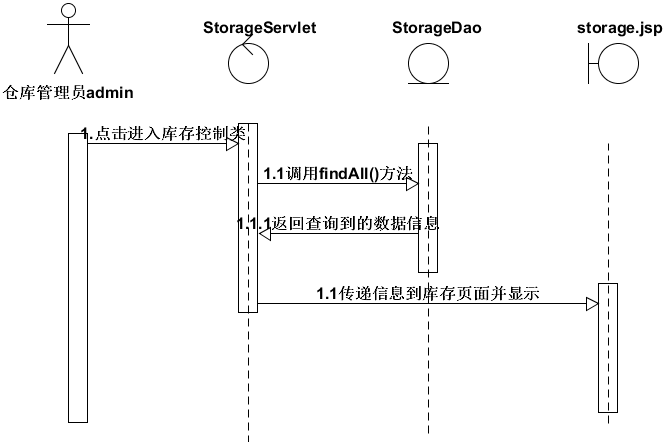 StorageServlet
StorageDao
storage.jsp
仓库管理员admin
1.点击进入库存控制类
1.1调用findAll()方法
1.1.1返回查询到的数据信息
1.1传递信息到库存页面并显示